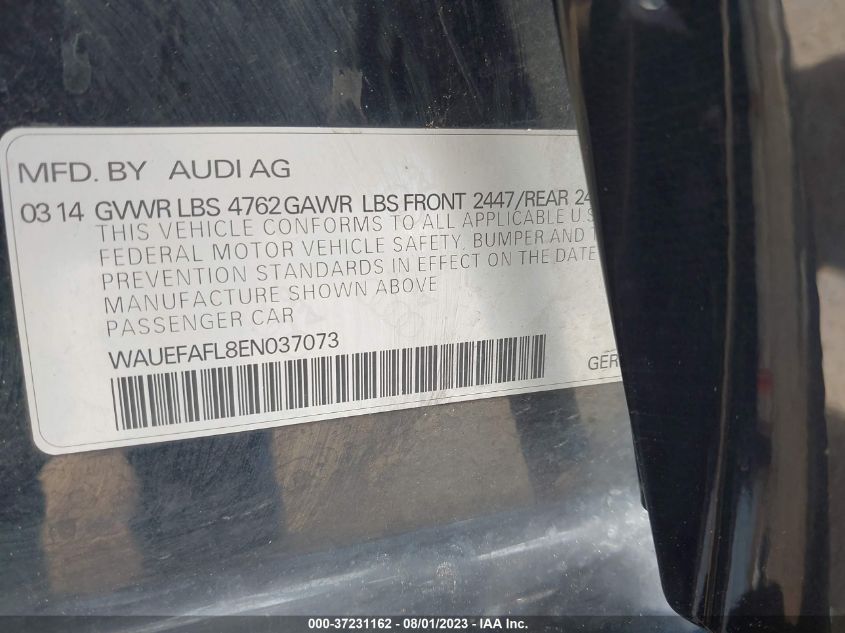 MFD. BY AUDI AG
03 14 GVWR LBS 4762 GAWR LBS FRONT 2447/REAR 24
THIS VEHICLE CONFORMS TO ALL APPLICABLE U.S
FEDERAL MOTOR VEHICLE SAFETY, BUMPER AND T
PREVENTION STANDARDS IN EFFECT ON THE DATE
MANUFACTURE SHOWN ABOVE
PASSENGER CAR
WAUEFAFL8EN037073
GER
000-37231162 - 08/01/2023 - IAA Inc.